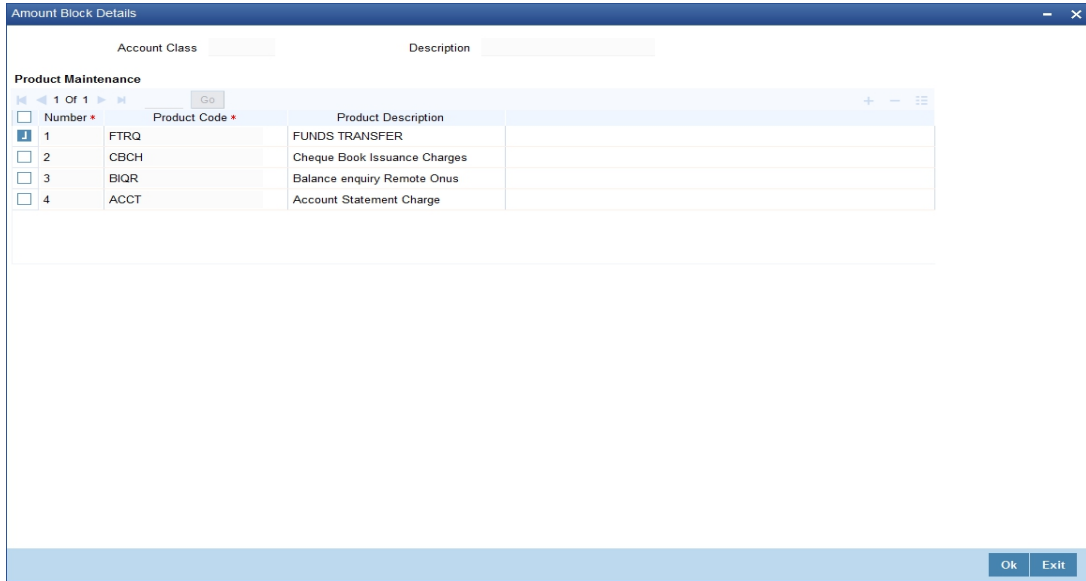 Amount Block Details
Account Class Description
Product Maintenance
1 Of 1 Go
Number * Product Code * Product Description
1 FTRQ FUNDS TRANSFER
2 CBCH Cheque Book Issuance Charges
3 BIQR Balance enquiry Remote Onus
4 ACCT Account Statement Charge
Ok Exit